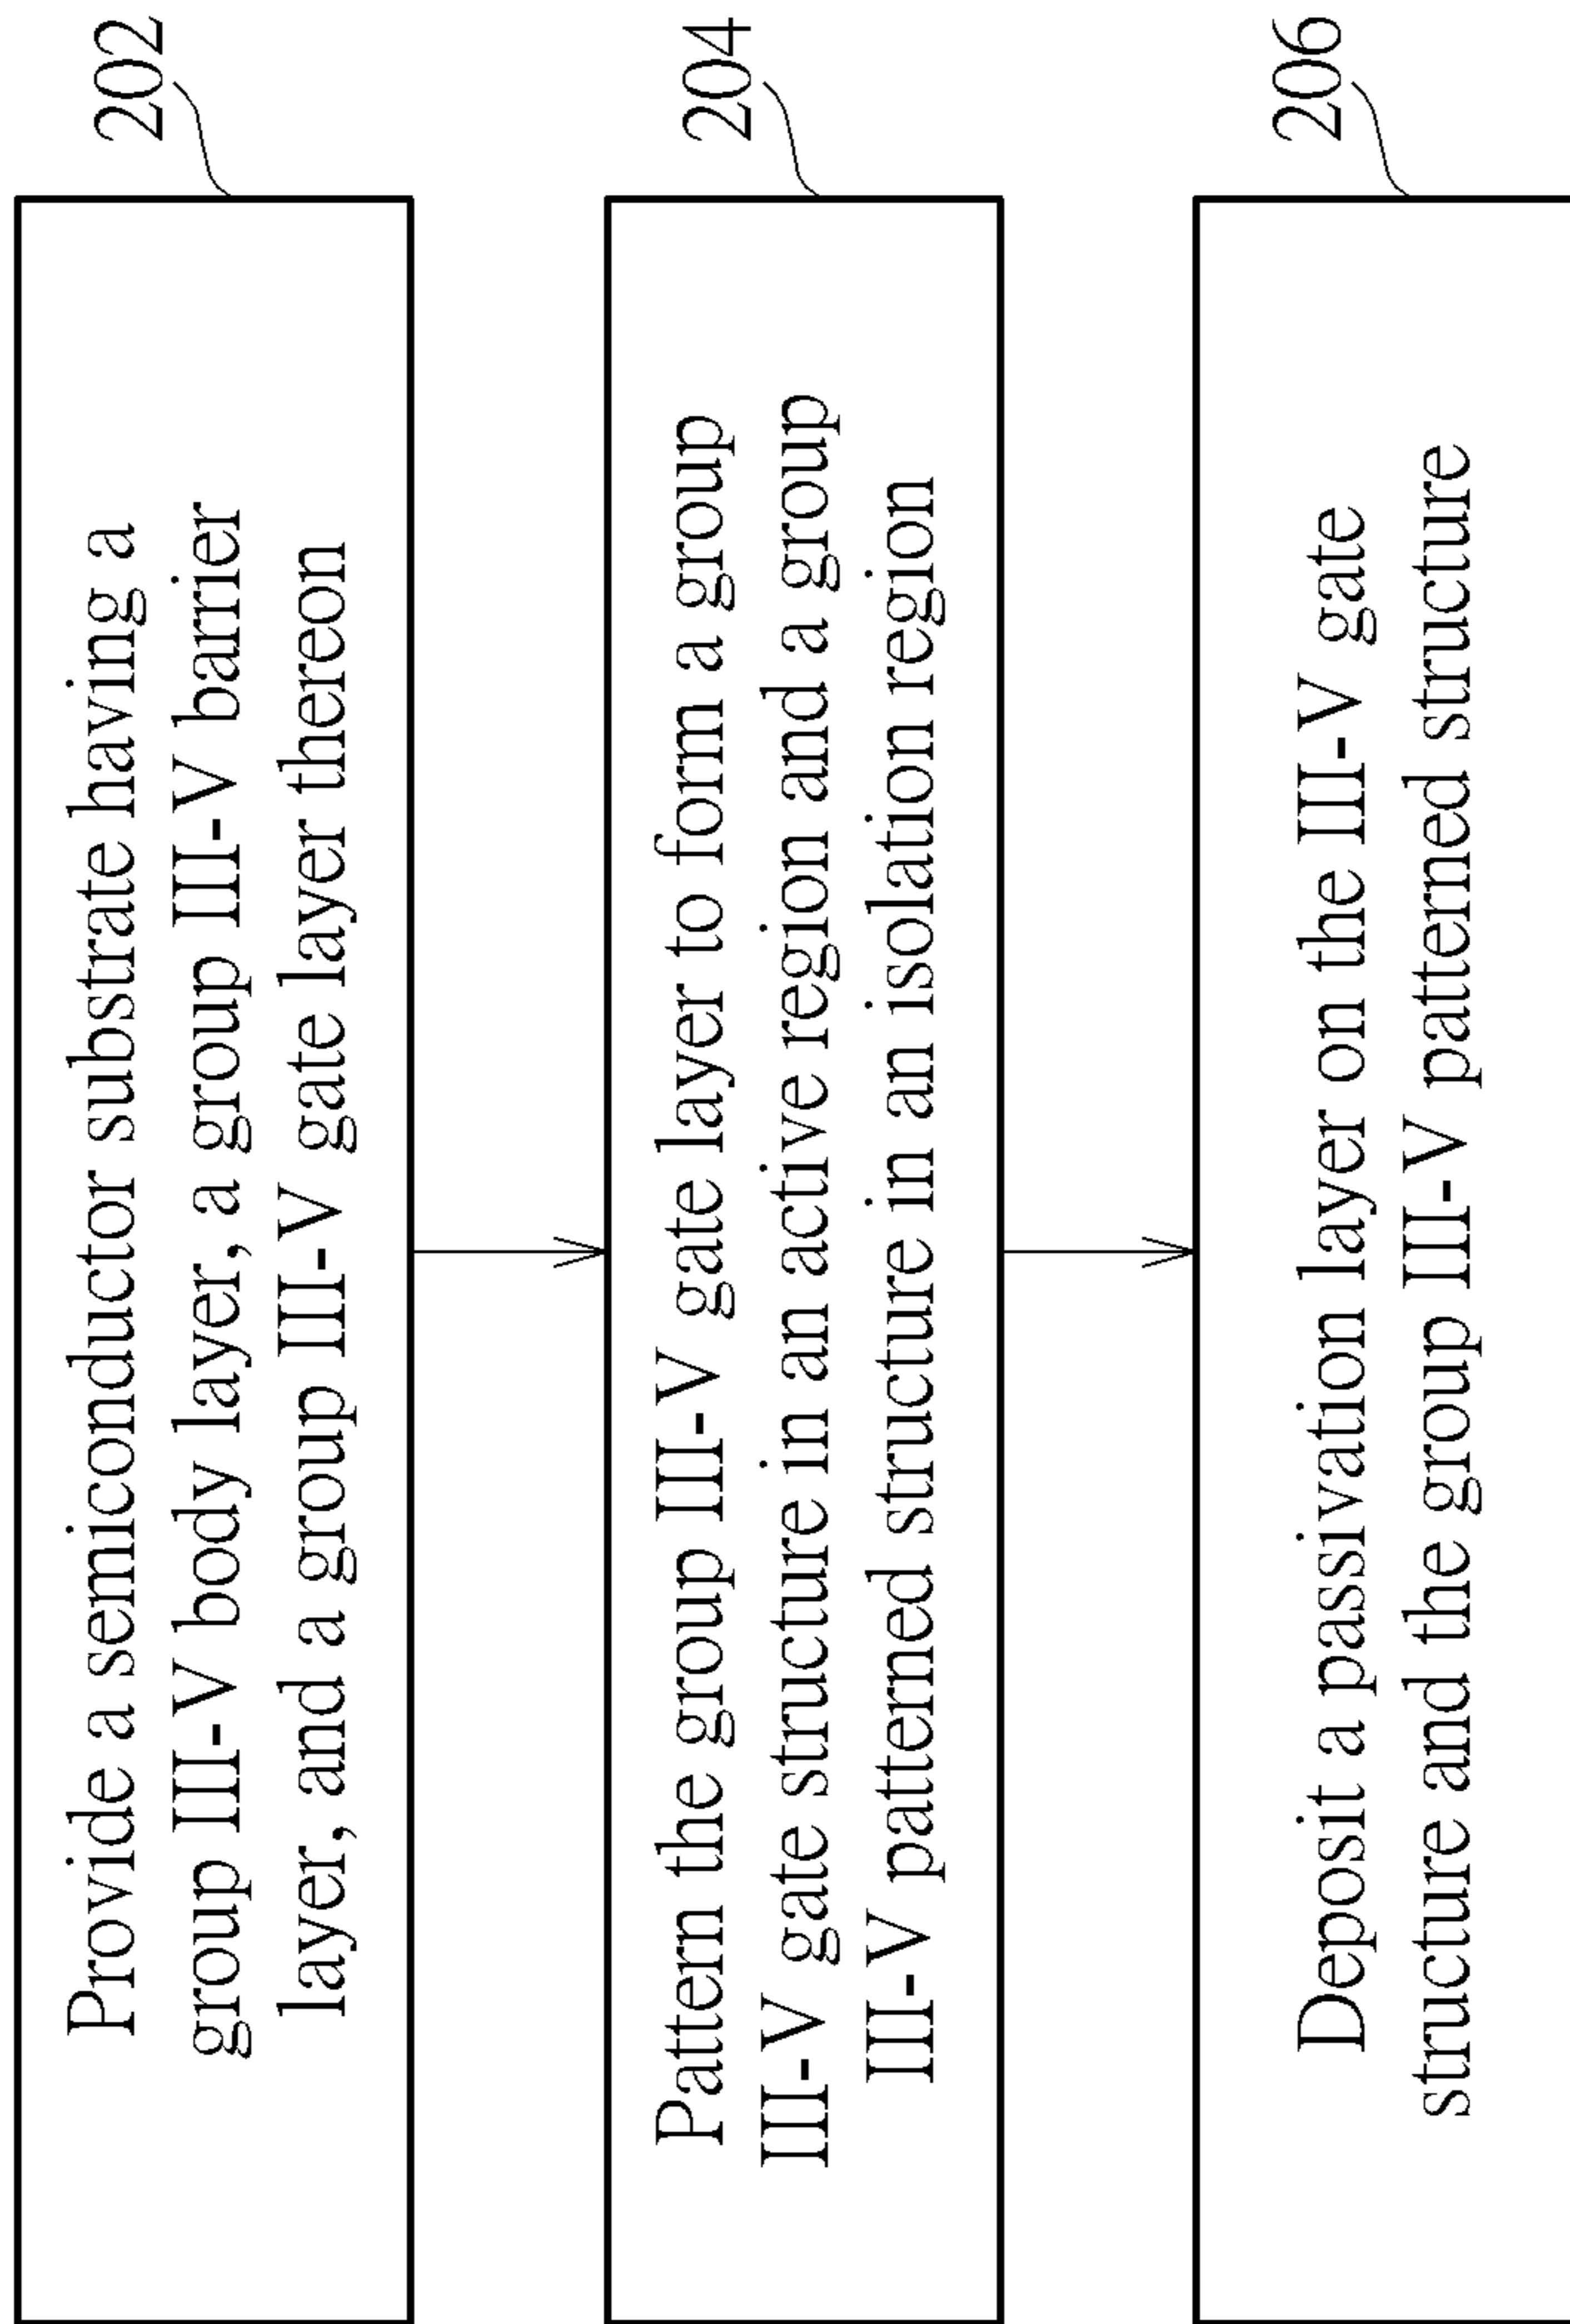 202
Provide a semiconductor substrate having a
group III-V body layer, a group III-V barrier
layer, and a group III-V gate layer thereon
204
Pattern the group III-V gate layer to form a group
III-V gate structure in an active region and a group
III-V patterned structure in an isolation region
206
Deposit a passivation layer on the III-V gate
structure and the group III-V patterned structure